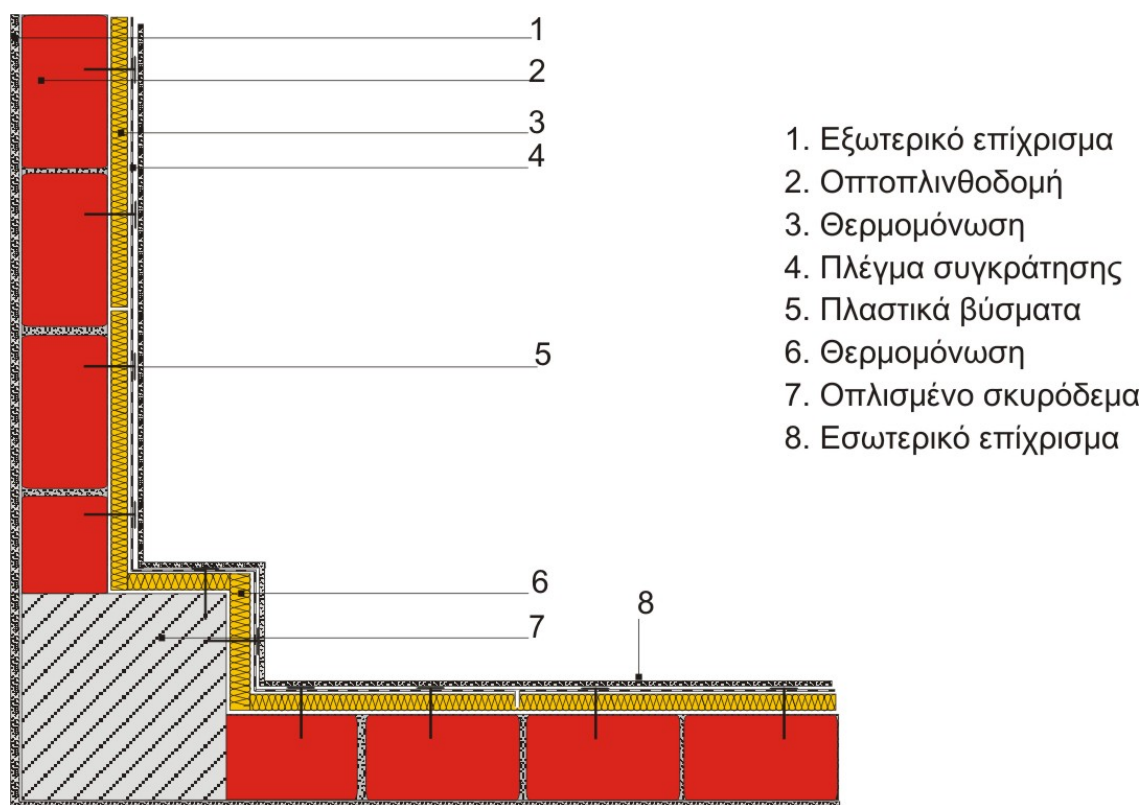 1
2
3
4
5
6
7
8
1. Εξωτερικό επίχρισμα
2. Οπτοπλινθοδομή
3. Θερμομόνωση
4. Πλέγμα συγκράτησης
5. Πλαστικά βύσματα
6. Θερμομόνωση
7. Οπλισμένο σκυρόδεμα
8. Εσωτερικό επίχρισμα